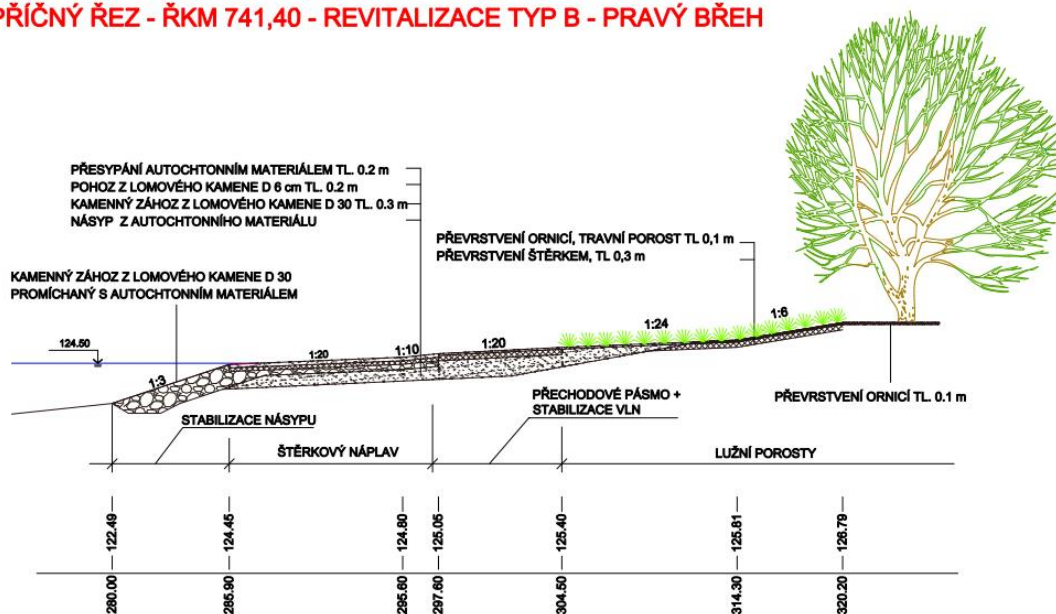 PŘÍČNÝ ŘEZ - ŘKM 741,40 - REVITALIZACE TYP B - PRAVÝ BŘEH
PŘESYPÁNÍ AUTOCHTONNÍM MATERIÁLEM TL. 0.2 m
POHOZ Z LOMOVÉHO KAMENE D 6 cm TL. 0.2 m
KAMENNÝ ZÁHOZ Z LOMOVÉHO KAMENE D 30 TL. 0.3 m
NÁSYP Z AUTOCHTONNÍHO MATERIÁLU
PŘEVRSTVENÍ ORNICÍ, TRAVNÍ POROST TL 0,1 m
PŘEVRSTVENÍ ŠTĚRKEM, TL 0,3 m
KAMENNÝ ZÁHOZ Z LOMOVÉHO KAMENE D 30
PROMÍCHANÝ S AUTOCHTONNÍM MATERIÁLEM
124.50
1:3
1:20
1:10
1:20
1:24
1:6
PŘECHODOVÉ PÁSMO +
STABILIZACE VLN
PŘEVRSTVENÍ ORNICÍ TL. 0.1 m
STABILIZACE NÁSYPU
ŠTĚRKOVÝ NÁPLAV
LUŽNÍ POROSTY
122.49
124.45
124.80
125.05
125.40
125.81
126.79
280.00
285.90
295.60
297.60
304.50
314.30
320.20